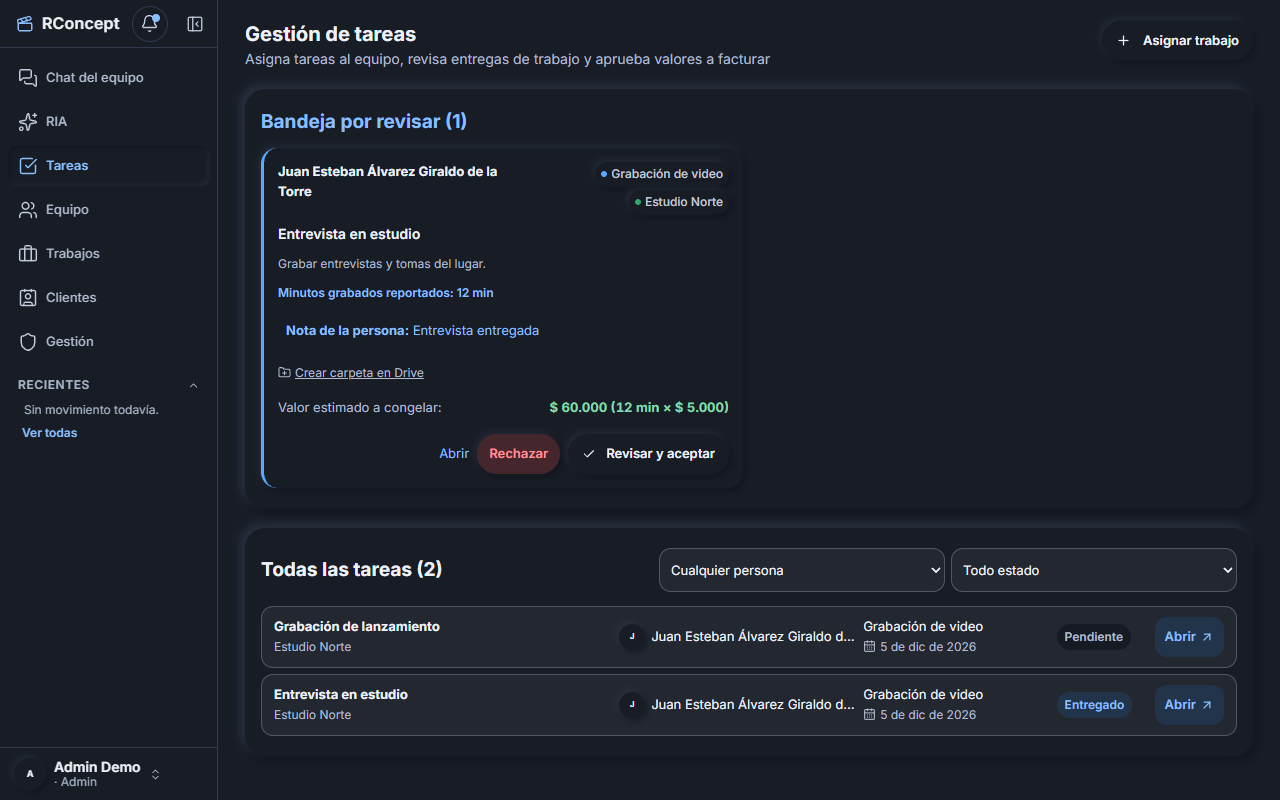 RConcept
Chat del equipo
RIA
Tareas
Equipo
Trabajos
Clientes
Gestión
RECIENTES
Sin movimiento todavía.
Ver todas
A
Admin Demo
· Admin
Gestión de tareas
Asigna tareas al equipo, revisa entregas de trabajo y aprueba valores a facturar
Asignar trabajo
Bandeja por revisar (1)
Juan Esteban Álvarez Giraldo de la
Torre
Grabación de video
Estudio Norte
Entrevista en estudio
Grabar entrevistas y tomas del lugar.
Minutos grabados reportados: 12 min
Nota de la persona: Entrevista entregada
Crear carpeta en Drive
Valor estimado a congelar: $ 60.000 (12 min × $ 5.000)
Abrir Rechazar Revisar y aceptar
Todas las tareas (2)
Cualquier persona
Todo estado
Grabación de lanzamiento
Estudio Norte
J
Juan Esteban Álvarez Giraldo d...
Grabación de video
5 de dic de 2026
Pendiente
Abrir
Entrevista en estudio
Estudio Norte
J
Juan Esteban Álvarez Giraldo d...
Grabación de video
5 de dic de 2026
Entregado
Abrir